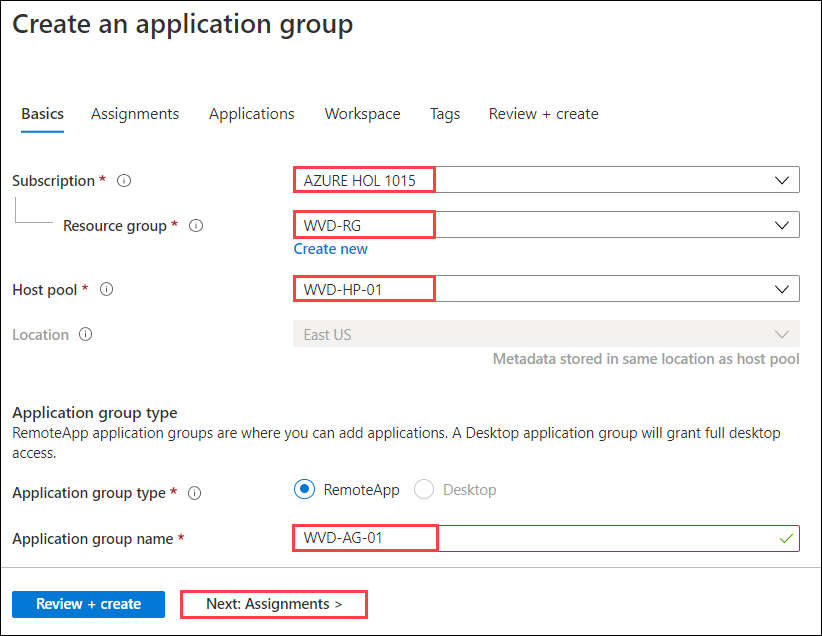 Create an application group
Basics Assignments Applications Workspace Tags Review + create
Subscription * AZURE HOL 1015
Resource group * WVD-RG
Create new
Host pool * WVD-HP-01
Location East US
Metadata stored in same location as host pool
Application group type
RemoteApp application groups are where you can add applications. A Desktop application group will grant full desktop
access.
Application group type * RemoteApp Desktop
Application group name * WVD-AG-01
Review + create Next: Assignments >